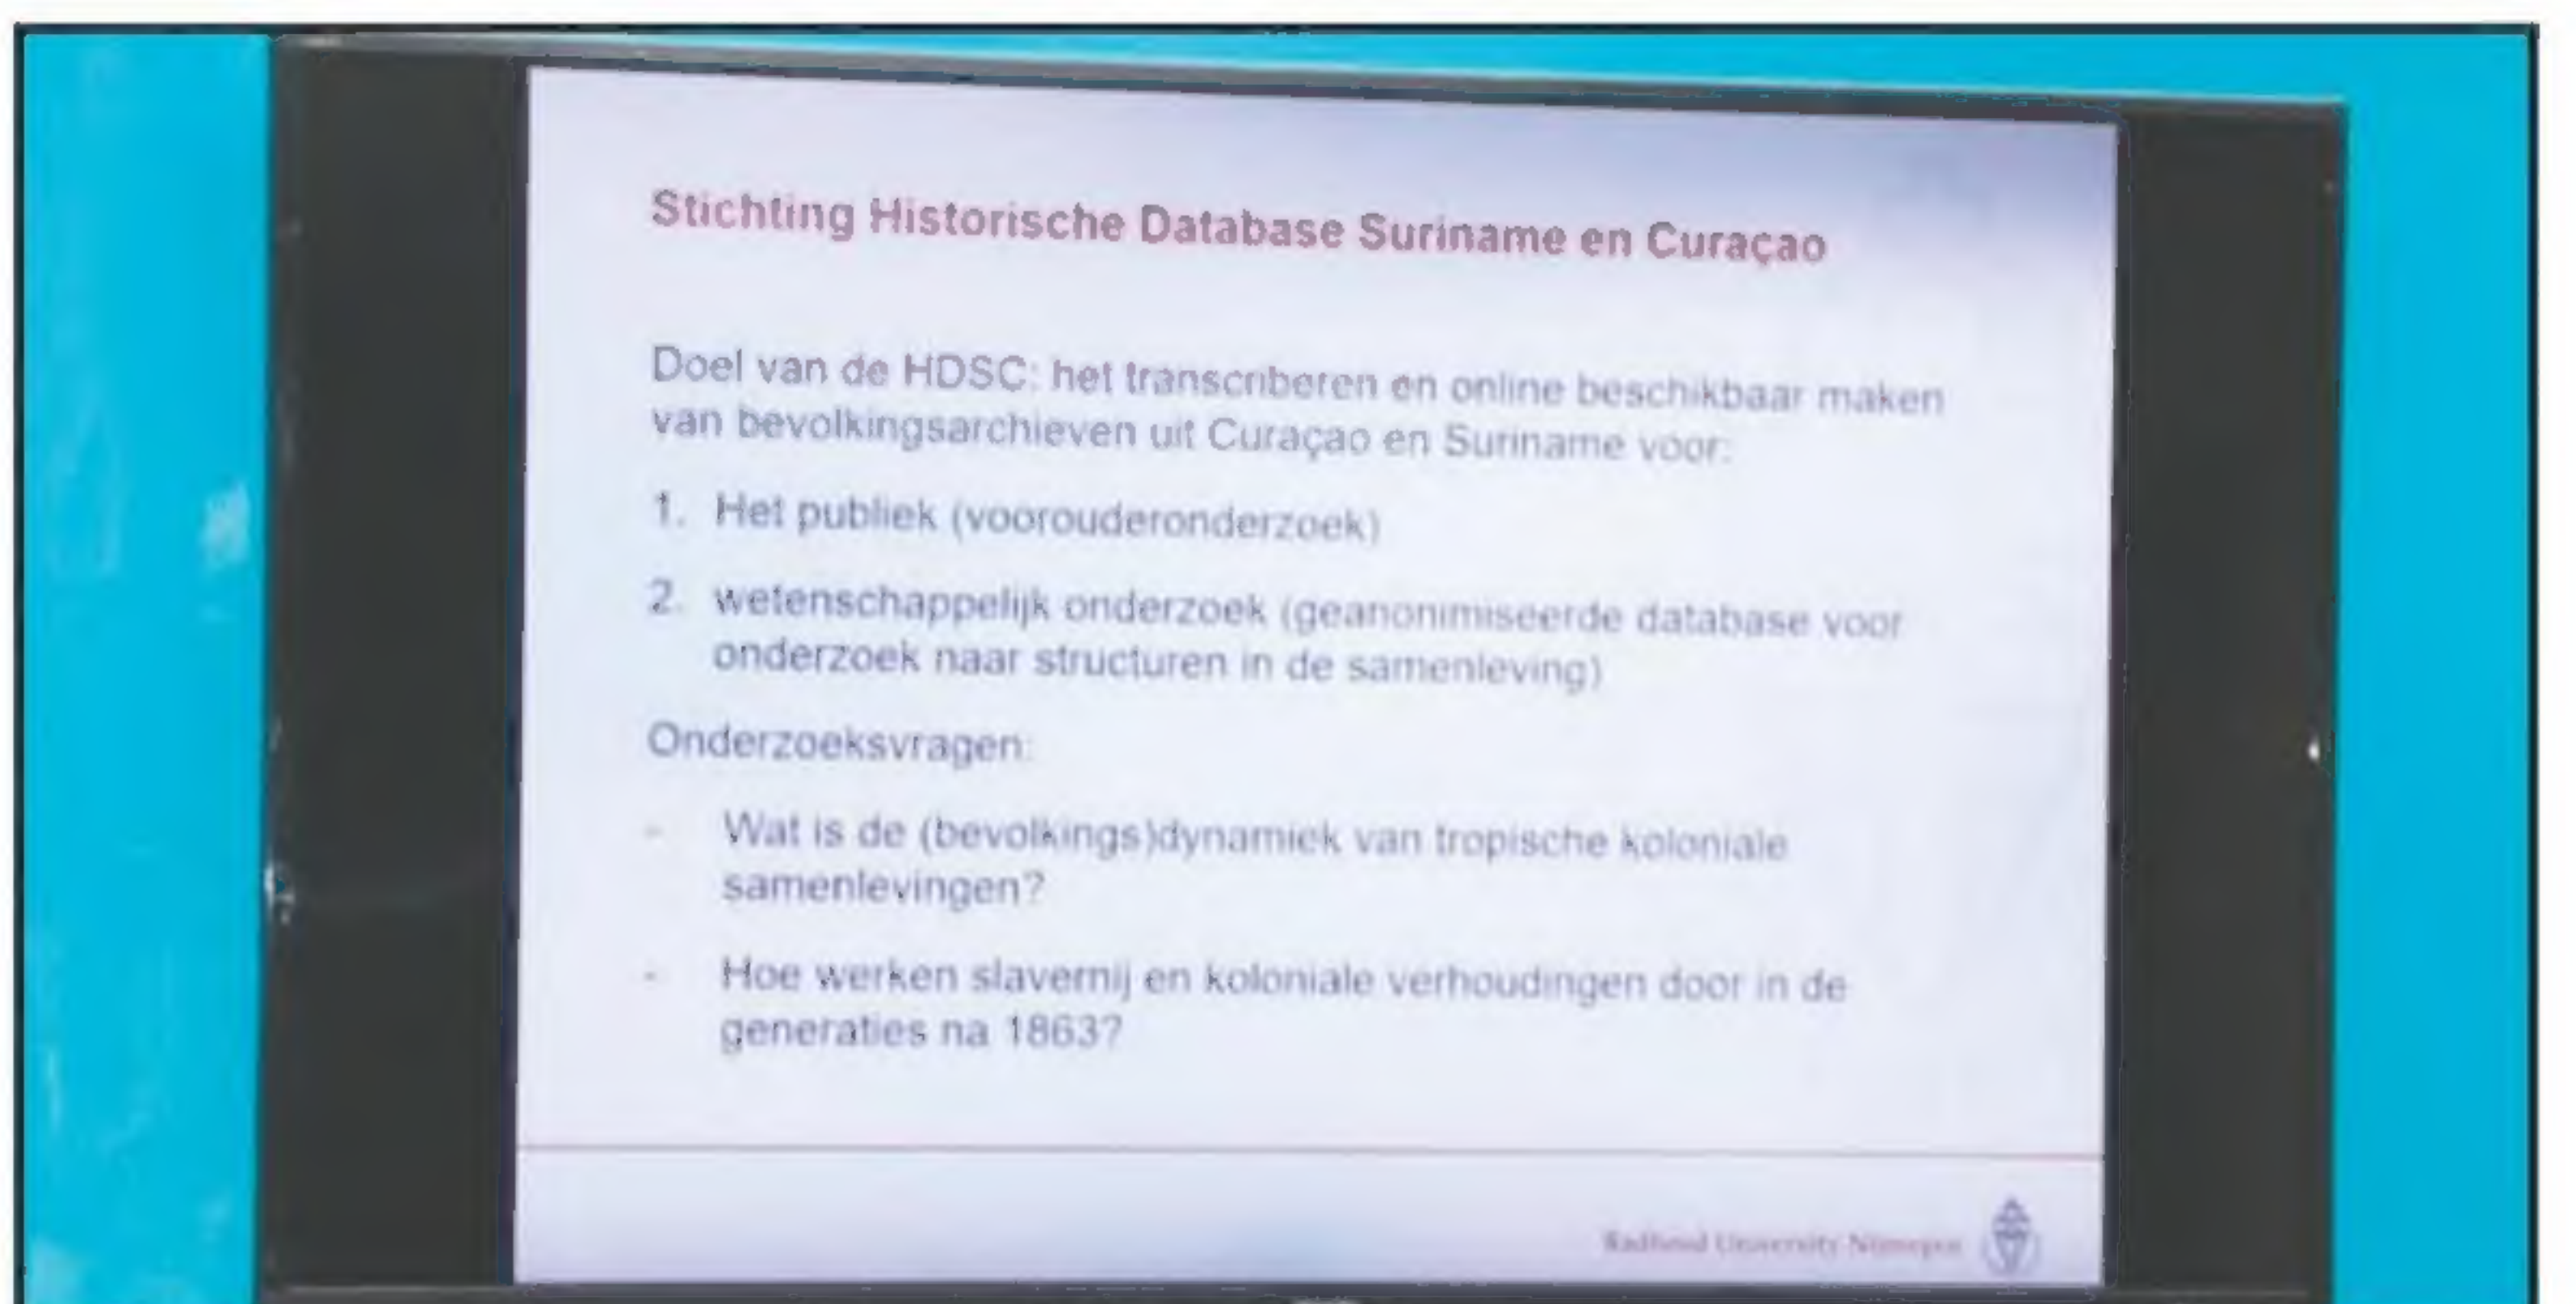 Stichting Historische Database Suriname en Curaçao
Doel van de HDSC: het transcriberen en online beschikbaar maken
van bevolkingsarchieven uit Curaçao en Suriname voor:
1. Het publiek (voorouderonderzoek)
2. wetenschappelijk onderzoek (geanonimiseerde database voor
onderzoek naar structuren in de samenleving)
Onderzoeksvragen:
- Wat is de (bevolkings)dynamiek van tropische koloniale
samenlevingen?
- Hoe werken slavernij en koloniale verhoudingen door in de
generaties na 1863?
Radboud University Nijmegen